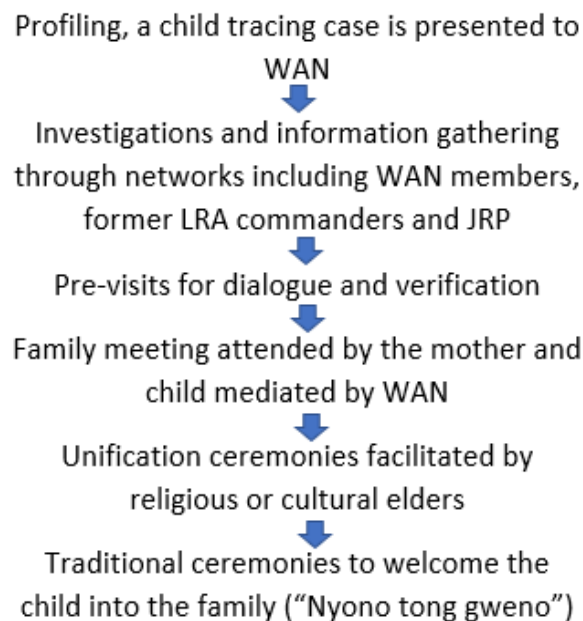 Profiling, a child tracing case is presented to
WAN
Investigations and information gathering
through networks including WAN members,
former LRA commanders and JRP
Pre-visits for dialogue and verification
Family meeting attended by the mother and
child mediated by WAN
Unification ceremonies facilitated by
religious or cultural elders
Traditional ceremonies to welcome the
child into the family (“Nyono tong gweno”)